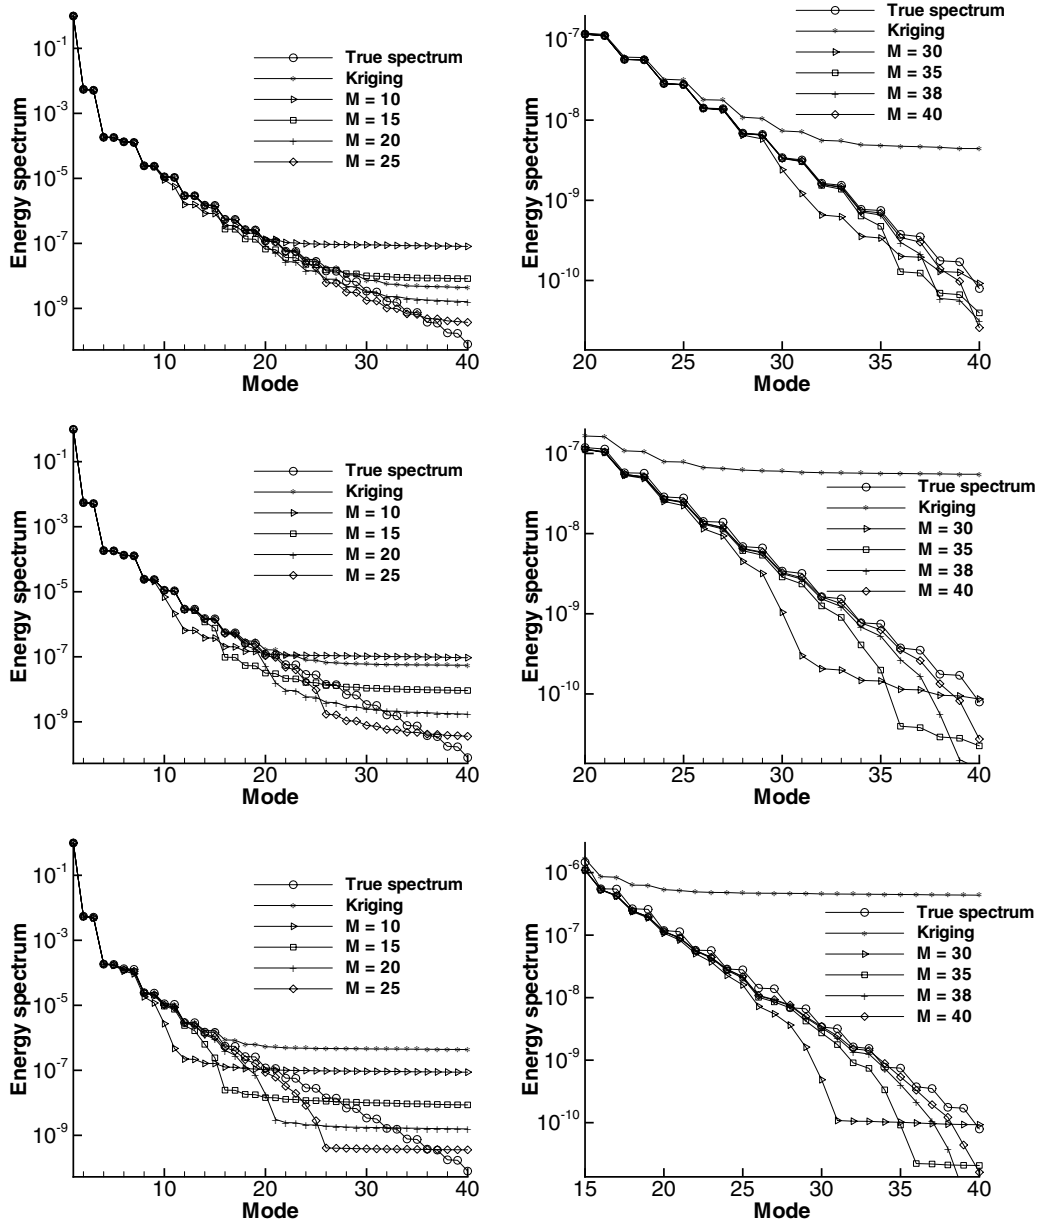 Energy spectrum
10^-1
10^-3
10^-5
10^-7
10^-9
10 20 30 40
Mode
True spectrum
Kriging
M = 10
M = 15
M = 20
M = 25
Energy spectrum
10^-7
10^-8
10^-9
10^-10
20 25 30 35 40
Mode
True spectrum
Kriging
M = 30
M = 35
M = 38
M = 40
Energy spectrum
10^-1
10^-3
10^-5
10^-7
10^-9
10 20 30 40
Mode
True spectrum
Kriging
M = 10
M = 15
M = 20
M = 25
Energy spectrum
10^-7
10^-8
10^-9
10^-10
20 25 30 35 40
Mode
True spectrum
Kriging
M = 30
M = 35
M = 38
M = 40
Energy spectrum
10^-1
10^-3
10^-5
10^-7
10^-9
10 20 30 40
Mode
True spectrum
Kriging
M = 10
M = 15
M = 20
M = 25
Energy spectrum
10^-6
10^-7
10^-8
10^-9
10^-10
15 20 25 30 35 40
Mode
True spectrum
Kriging
M = 30
M = 35
M = 38
M = 40